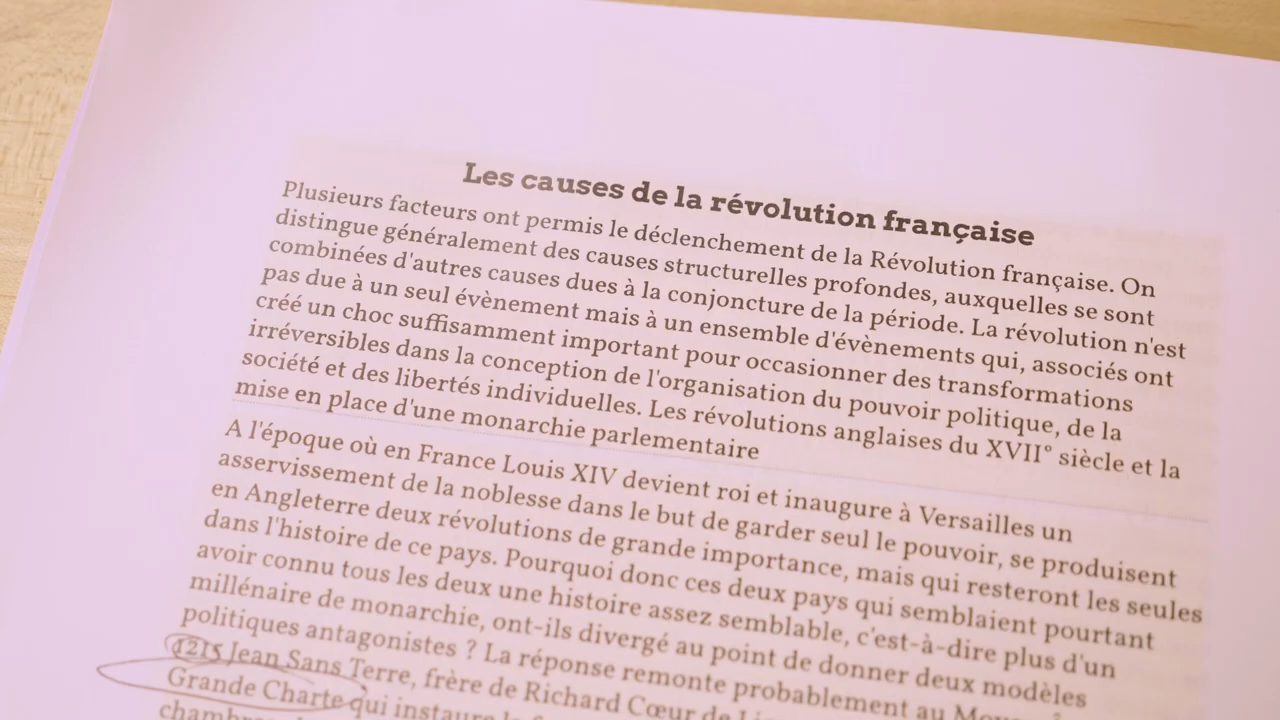 Les causes de la révolution française
Plusieurs facteurs ont permis le déclenchement de la Révolution française. On
distingue généralement des causes structurelles profondes, auxquelles se sont
combinées d'autres causes dues à la conjoncture de la période. La révolution n'est
pas due à un seul évènement mais à un ensemble d'évènements qui, associés ont
créé un choc suffisamment important pour occasionner des transformations
irréversibles dans la conception de l'organisation du pouvoir politique, de la
société et des libertés individuelles. Les révolutions anglaises du XVII° siècle et la
mise en place d'une monarchie parlementaire
A l'époque où en France Louis XIV devient roi et inaugure à Versailles un
asservissement de la noblesse dans le but de garder seul le pouvoir, se produisent
en Angleterre deux révolutions de grande importance, mais qui resteront les seules
dans l'histoire de ce pays. Pourquoi donc ces deux pays qui semblaient pourtant
avoir connu tous les deux une histoire assez semblable, c'est-à-dire plus d'un
millénaire de monarchie, ont-ils divergé au point de donner deux modèles
politiques antagonistes ? La réponse remonte probablement au
1215 Jean Sans Terre, frère de Richard Cœur de
Grande Charte qui instaure